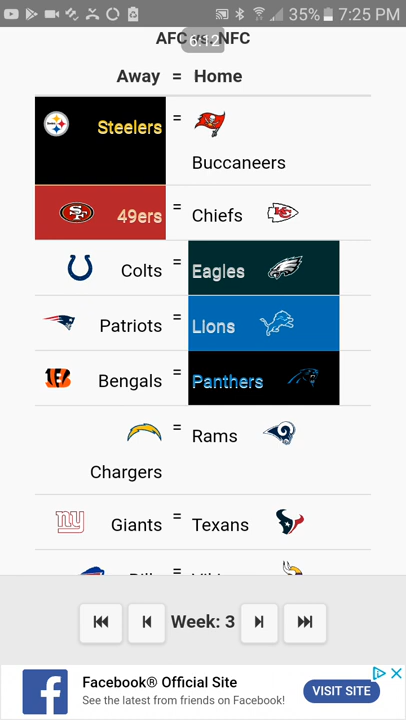 35% 7:25 PM
AFC vs. NFC
6:12
Away = Home
Steelers = Buccaneers
49ers = Chiefs
Colts = Eagles
Patriots = Lions
Bengals = Panthers
Chargers = Rams
Giants = Texans
=
Week: 3
Facebook® Official Site
See the latest from friends on Facebook!
VISIT SITE